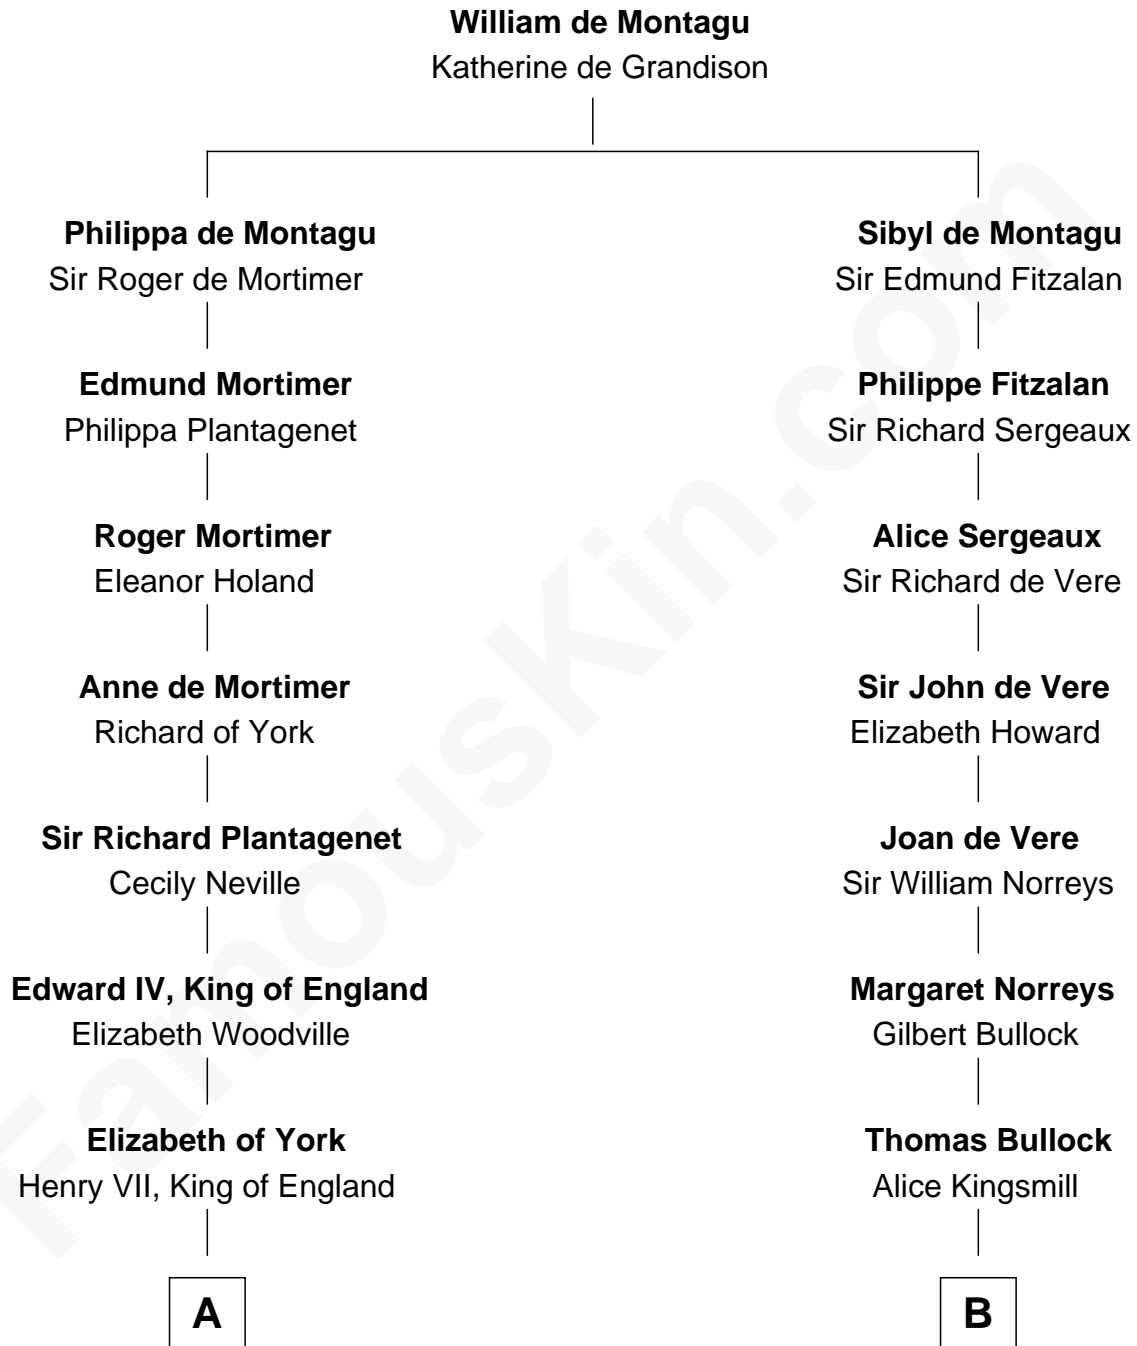 William de Montagu
Katherine de Grandison
Philippa de Montagu
Sir Roger de Mortimer
Sibyl de Montagu
Sir Edmund Fitzalan
Edmund Mortimer
Philippa Plantagenet
Philippe Fitzalan
Sir Richard Sergeaux
Roger Mortimer
Eleanor Holand
Alice Sergeaux
Sir Richard de Vere
Anne de Mortimer
Richard of York
Sir John de Vere
Elizabeth Howard
Sir Richard Plantagenet
Cecily Neville
Joan de Vere
Sir William Norreys
Edward IV, King of England
Elizabeth Woodville
Margaret Norreys
Gilbert Bullock
Elizabeth of York
Henry VII, King of England
Thomas Bullock
Alice Kingsmill
A
B
FamousKin.com